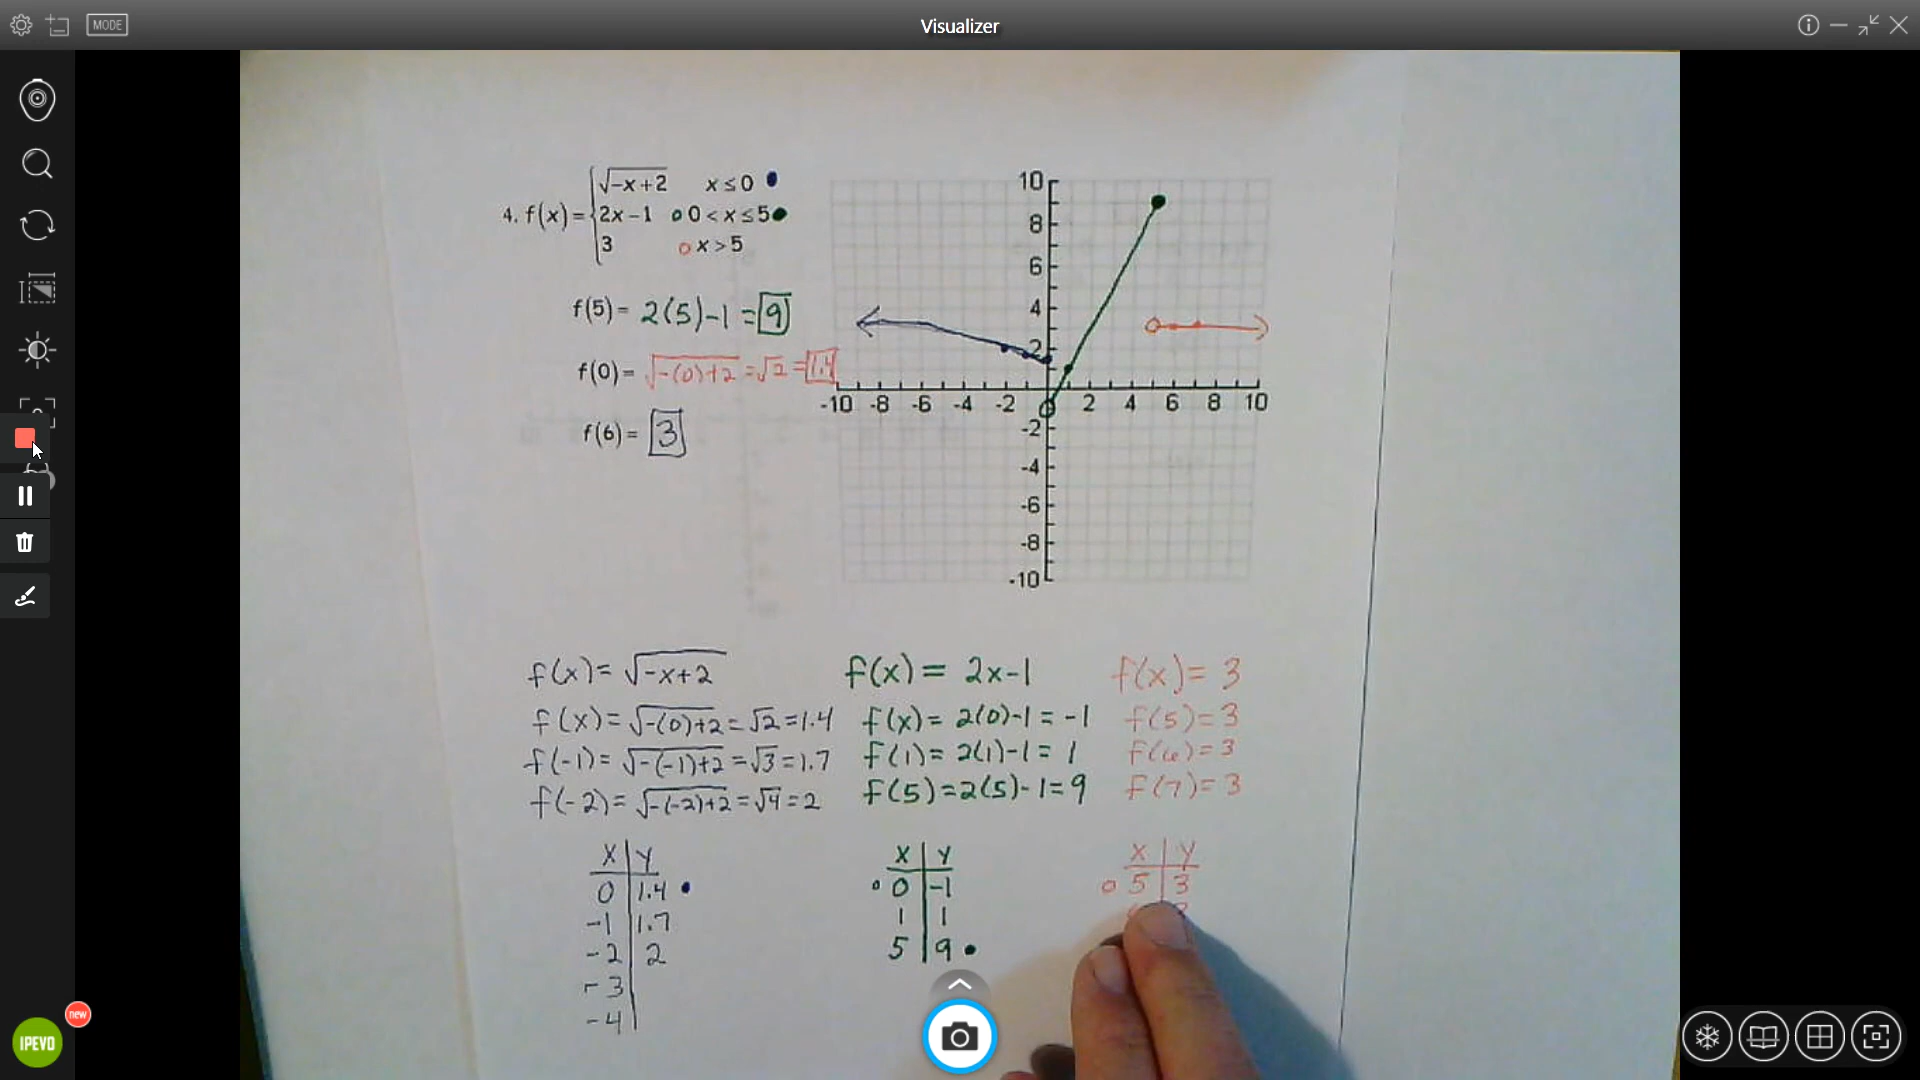 MODE
Visualizer
4. f(x) = { √-x+2 x ≤ 0
2x-1 0 < x ≤ 5
3 x > 5
f(5) = 2(5)-1 = 9
f(0) = √-(0)+2 = √2 = 1.4
f(6) = 3
10
8
6
4
2
-10 -8 -6 -4 -2 2 4 6 8 10
-2
-4
-6
-8
-10
f(x) = √-x+2
f(x) = √-(0)+2 = √2 = 1.4
f(-1) = √-(-1)+2 = √3 = 1.7
f(-2) = √-(-2)+2 = √4 = 2
x y
0 1.4
-1 1.7
-2 2
-3
-4
f(x) = 2x-1
f(x) = 2(0)-1 = -1
f(1) = 2(1)-1 = 1
f(5) = 2(5)-1 = 9
x y
0 -1
1 1
5 9
f(x) = 3
f(5) = 3
f(6) = 3
f(7) = 3
x y
5 3
new
IPEVO